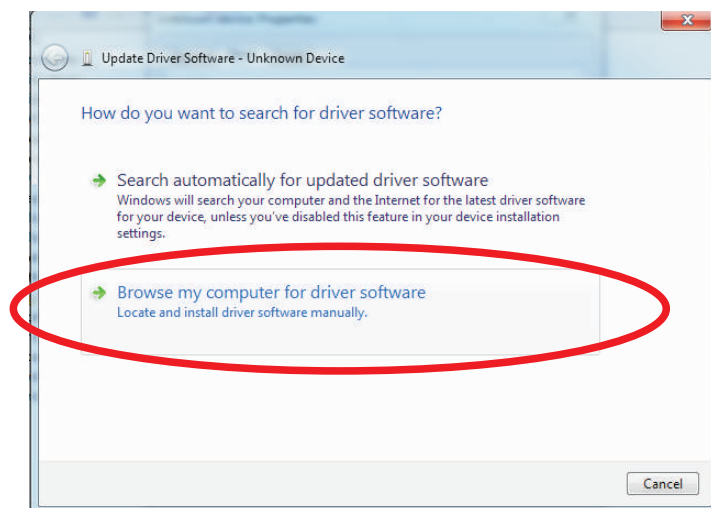 Update Driver Software - Unknown Device
How do you want to search for driver software?
Search automatically for updated driver software
Windows will search your computer and the Internet for the latest driver software
for your device, unless you've disabled this feature in your device installation
settings.
Browse my computer for driver software
Locate and install driver software manually.
Cancel